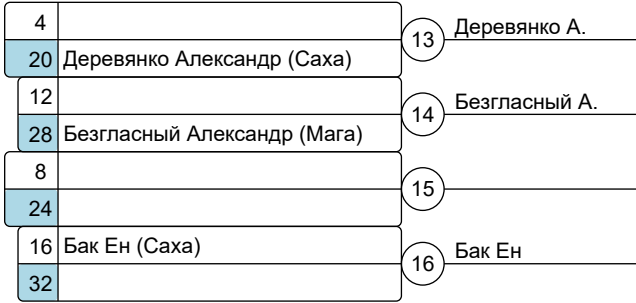 4
13 Деревянко А.
20 Деревянко Александр (Саха)
12
14 Безгласный А.
28 Безгласный Александр (Мага)
8
15
24
16 Бак Ен (Саха)
16 Бак Ен
32